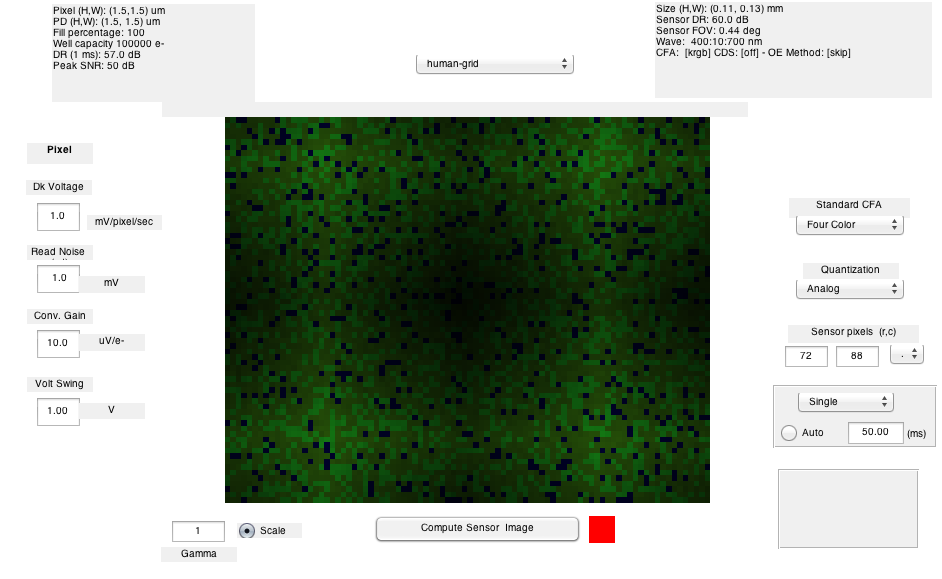 Pixel (H,W): (1.5,1.5) um
PD (H,W): (1.5, 1.5) um
Fill percentage: 100
Well capacity 100000 e-
DR (1 ms): 57.0 dB
Peak SNR: 50 dB
human-grid
Size (H,W): (0.11, 0.13) mm
Sensor DR: 60.0 dB
Sensor FOV: 0.44 deg
Wave: 400:10:700 nm
CFA: [krgb] CDS: [off] - OE Method: [skip]
Pixel
Dk Voltage
1.0 mV/pixel/sec
Read Noise
1.0 mV
Conv. Gain
10.0 uV/e-
Volt Swing
1.00 V
Standard CFA
Four Color
Quantization
Analog
Sensor pixels (r,c)
72 88 .
Single
Auto 50.00 (ms)
1 Scale
Gamma
Compute Sensor Image